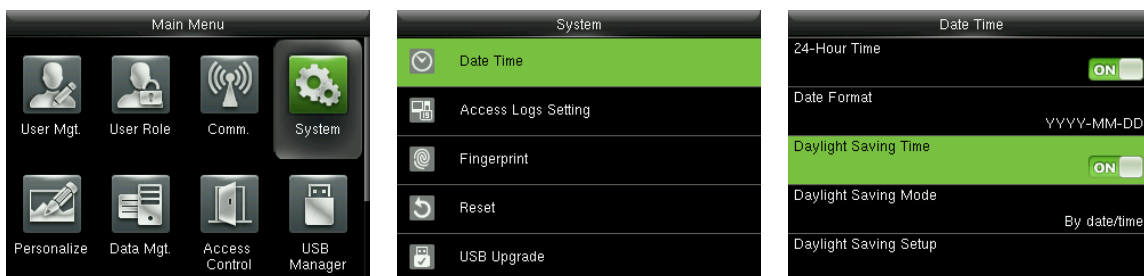 Main Menu
User Mgt.
User Role
Comm.
System
Personalize
Data Mgt.
Access
Control
USB
Manager
System
Date Time
Access Logs Setting
Fingerprint
Reset
USB Upgrade
Date Time
24-Hour Time
ON
Date Format
YYYY-MM-DD
Daylight Saving Time
ON
Daylight Saving Mode
By date/time
Daylight Saving Setup